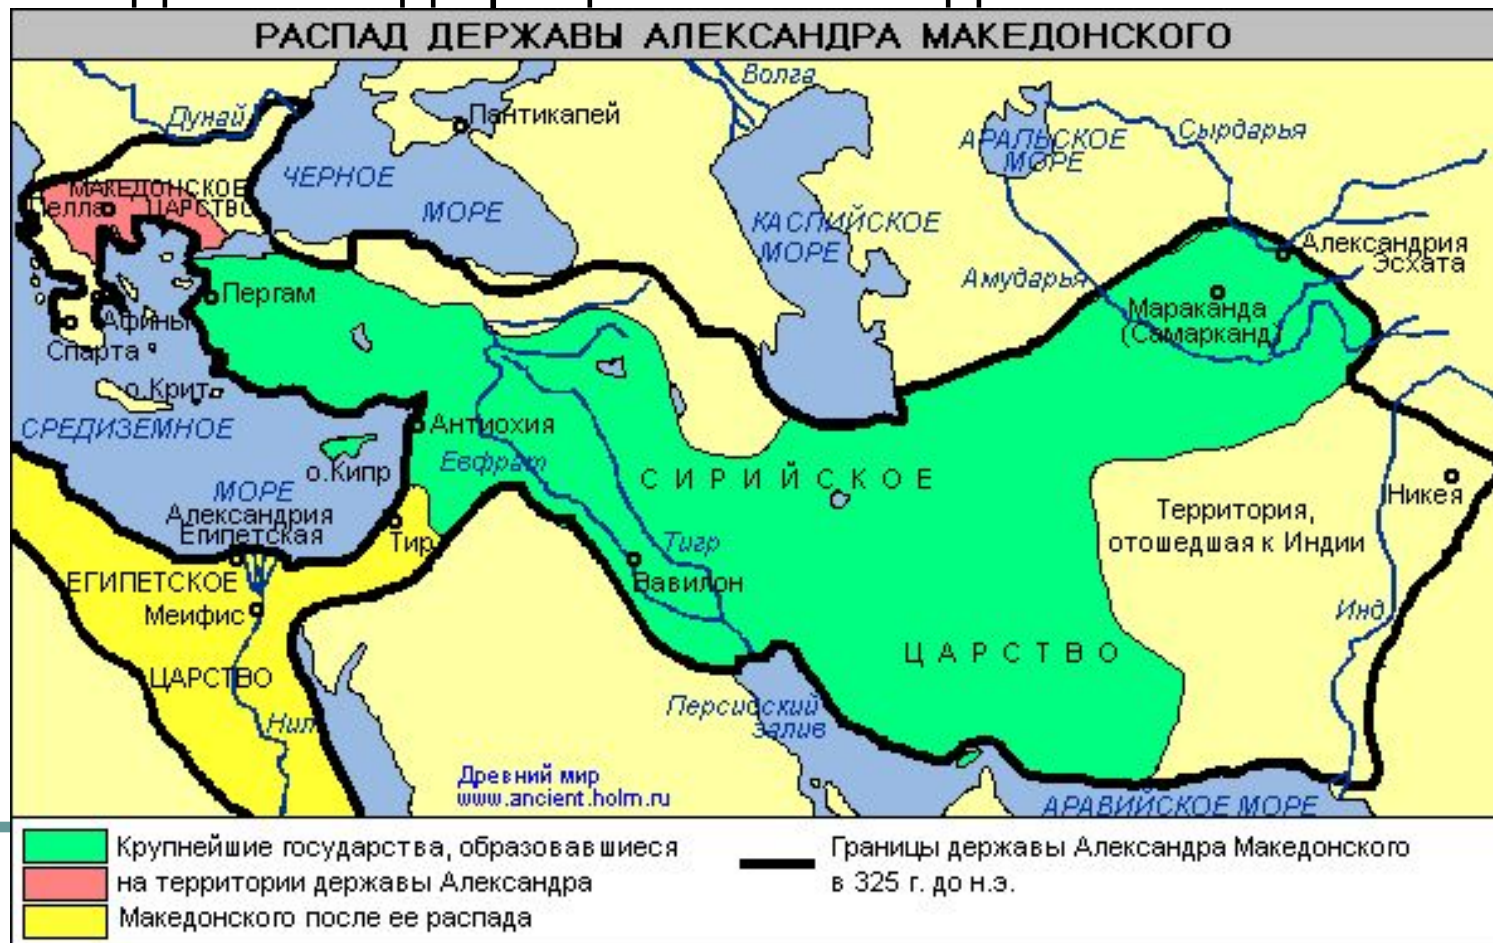 РАСПАД ДЕРЖАВЫ АЛЕКСАНДРА МАКЕДОНСКОГО
Волга
Дунай
Пантикапей
АРАЛЬСКОЕ
МОРЕ
Сырдарья
ЧЕРНОЕ
МОРЕ
МАКЕДОНСКОЕ
ЦАРСТВО
Пелла
КАСПИЙСКОЕ
МОРЕ
Александрия
Эсхата
Амударья
Мараканда
(Самарканд)
Пергам
Афины
Спарта
о.Крит
СРЕДИЗЕМНОЕ
МОРЕ
Антиохия
Евфрат
о.Кипр
СИРИЙСКОЕ
ЦАРСТВО
Александрия
Египетская
Тир
Тигр
Вавилон
Территория,
отошедшая к Индии
Никея
ЕГИПЕТСКОЕ
ЦАРСТВО
Меифис
Инд
Нил
Персидский
залив
Древний мир
www.ancient.holm.ru
АРАВИЙСКОЕ МОРЕ
Крупнейшие государства, образовавшиеся
на территории державы Александра
Македонского после ее распада
Границы державы Александра Македонского
в 325 г. до н.э.